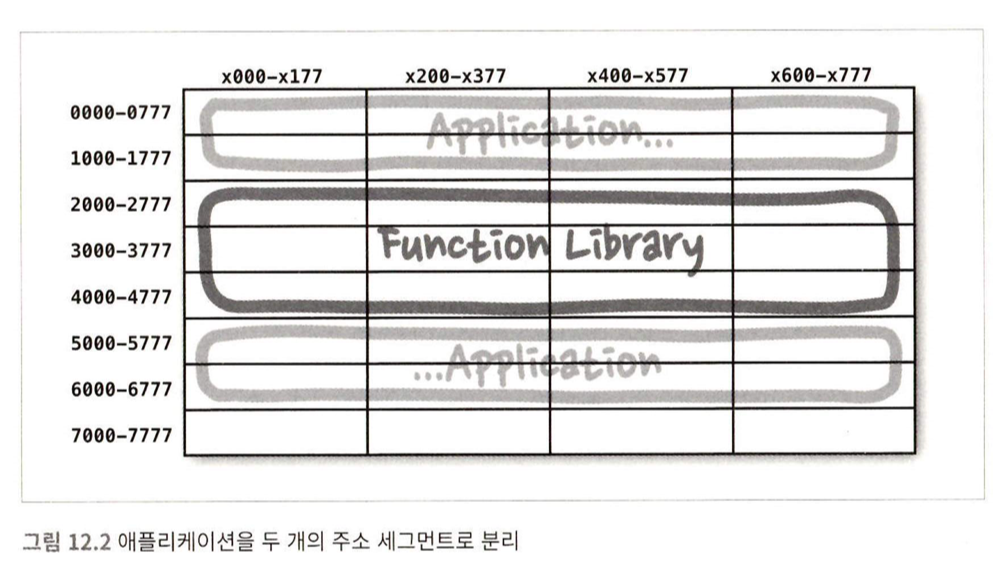 x000-x177 x200-x377 x400-x577 x600-x777
0000-0777
Application...
1000-1777
2000-2777
Function Library
3000-3777
4000-4777
5000-5777
...Application
6000-6777
7000-7777
그림 12.2 애플리케이션을 두 개의 주소 세그먼트로 분리